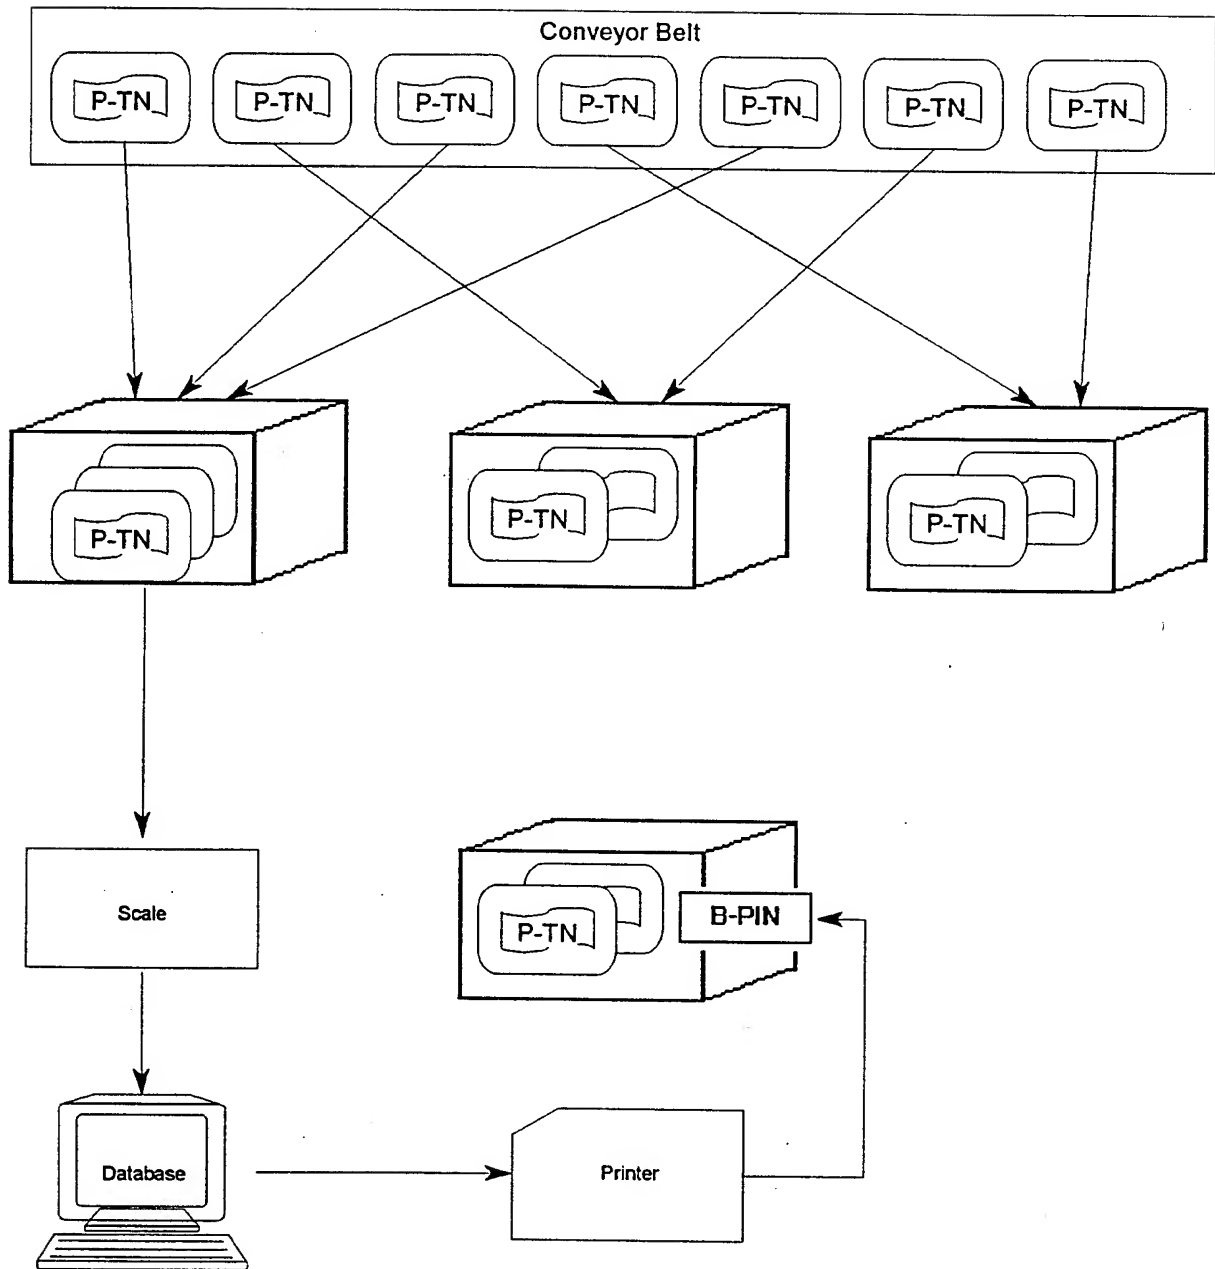 Conveyor Belt
P-TN P-TN P-TN P-TN P-TN P-TN P-TN
P-TN P-TN P-TN
Scale
P-TN B-PIN
Database
Printer